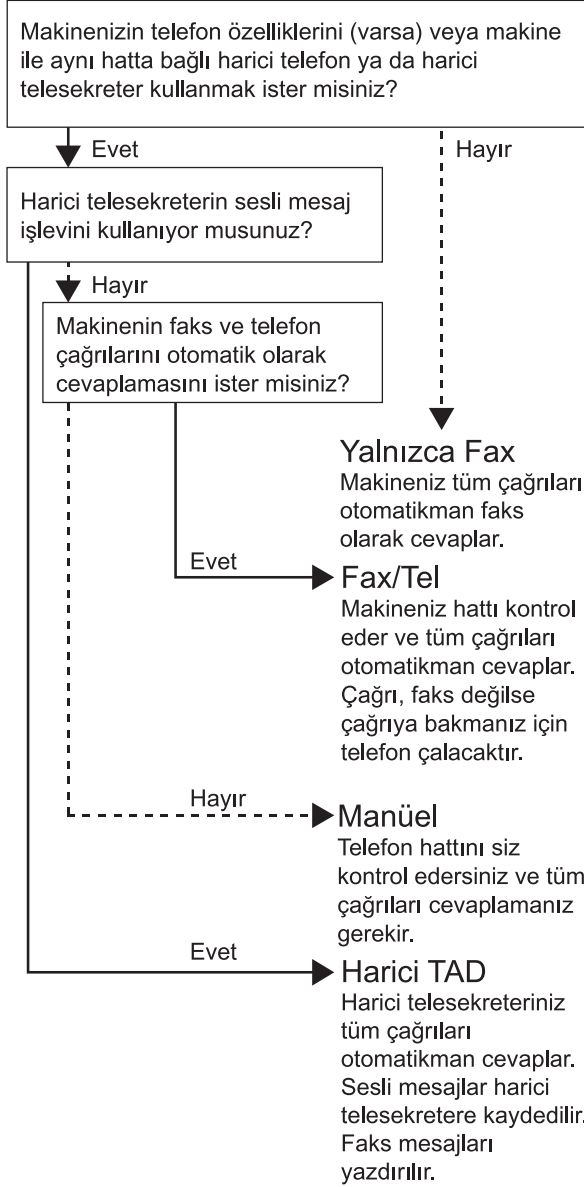 Makinenizin telefon özelliklerini (varsa) veya makine
ile aynı hatta bağlı harici telefon ya da harici
telesekreter kullanmak ister misiniz?
Evet
Hayır
Harici telesekreterin sesli mesaj
işlevini kullanıyor musunuz?
Hayır
Makinenin faks ve telefon
çağrılarını otomatik olarak
cevaplamasını ister misiniz?
Yalnızca Fax
Makineniz tüm çağrıları
otomatikman faks
olarak cevaplar.
Evet
Fax/Tel
Makineniz hattı kontrol
eder ve tüm çağrıları
otomatikman cevaplar.
Çağrı, faks değilse
çağrıya bakmanız için
telefon çalacaktır.
Hayır
Manüel
Telefon hattını siz
kontrol edersiniz ve tüm
çağrıları cevaplamanız
gerekir.
Evet
Harici TAD
Harici telesekreteriniz
tüm çağrıları
otomatikman cevaplar.
Sesli mesajlar harici
telesekretere kaydedilir.
Faks mesajları
yazdırılır.